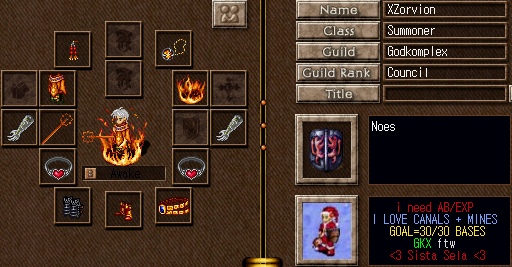 Name XZorvion
Class Summoner
Guild Godkomplex
Guild Rank Council
Title
Noes
Awake
i need AB/EXP
I LOVE CANALS + MINES
GOAL=30/30 BASES
GKX ftw
<3 Sista Sela <3